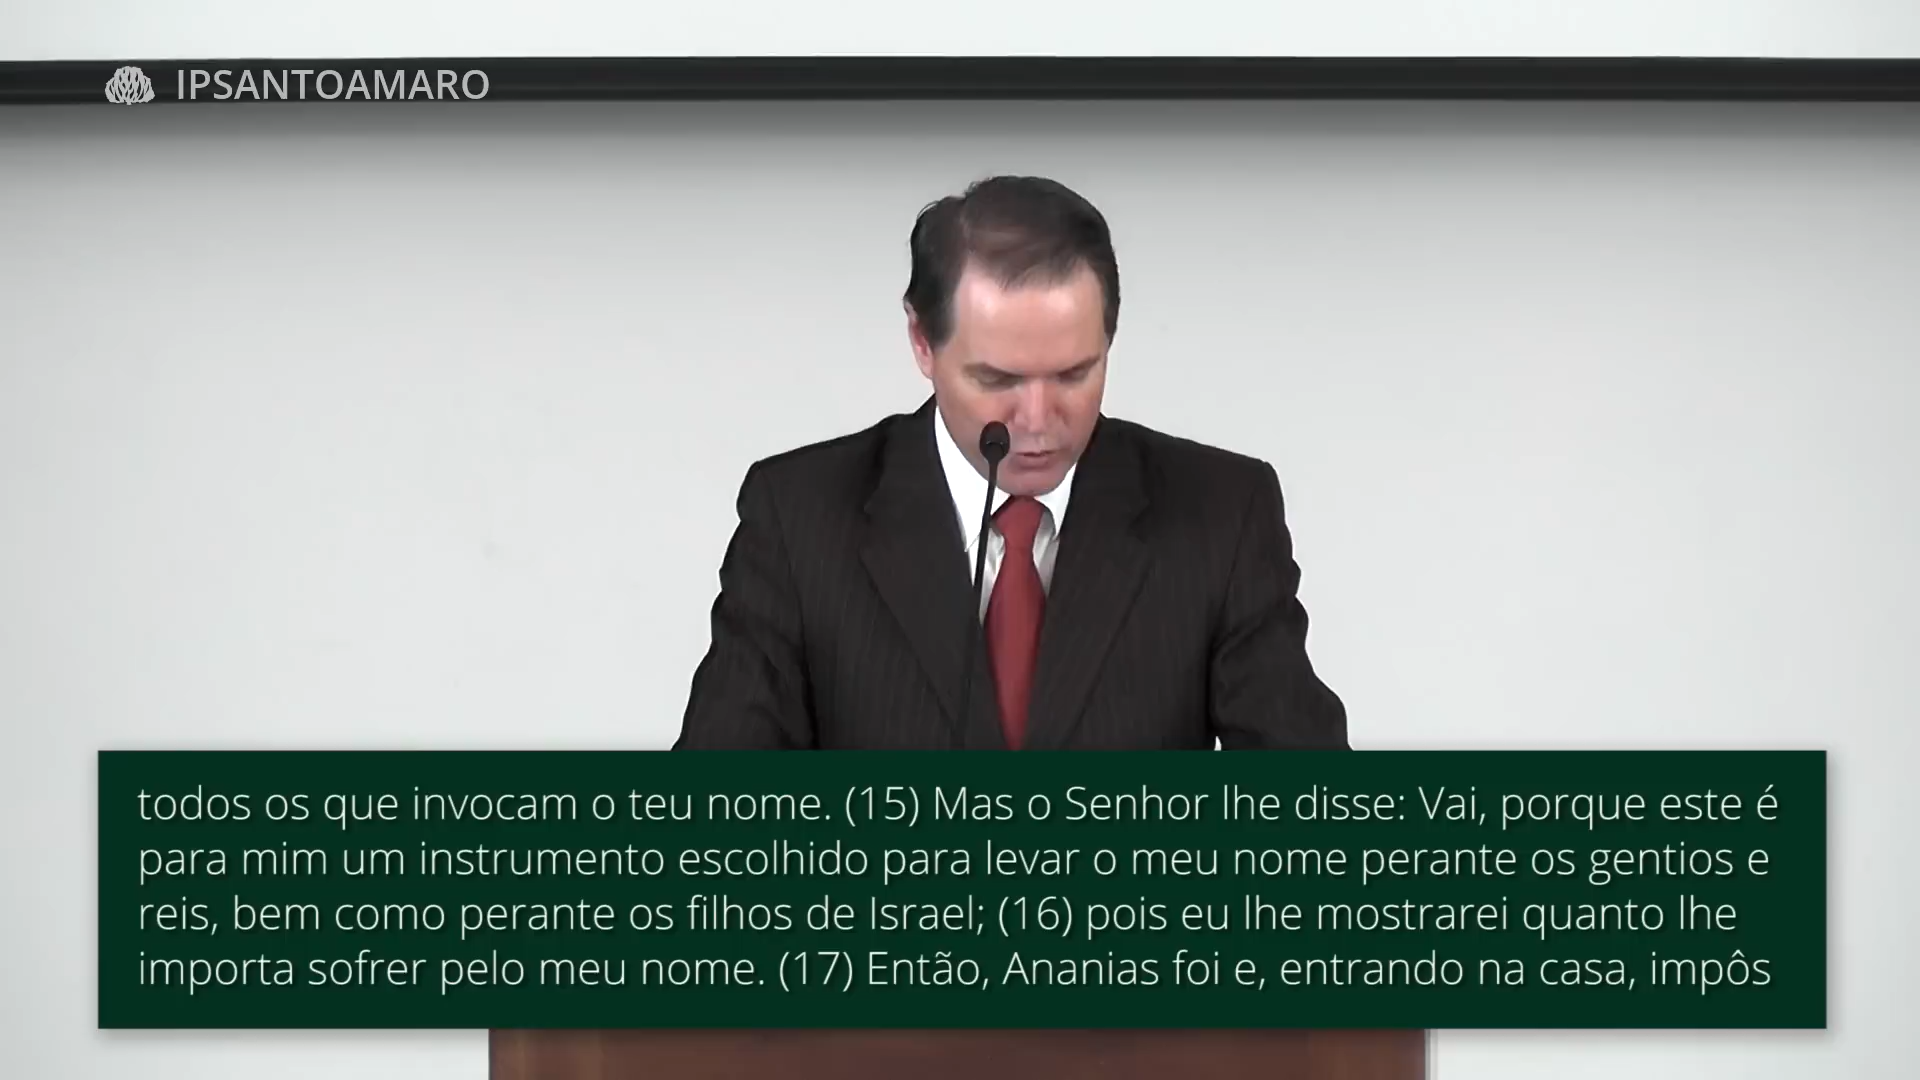 IPSANTOAMARO
todos os que invocam o teu nome. (15) Mas o Senhor lhe disse: Vai, porque este é
para mim um instrumento escolhido para levar o meu nome perante os gentios e
reis, bem como perante os filhos de Israel; (16) pois eu lhe mostrarei quanto lhe
importa sofrer pelo meu nome. (17) Então, Ananias foi e, entrando na casa, impôs